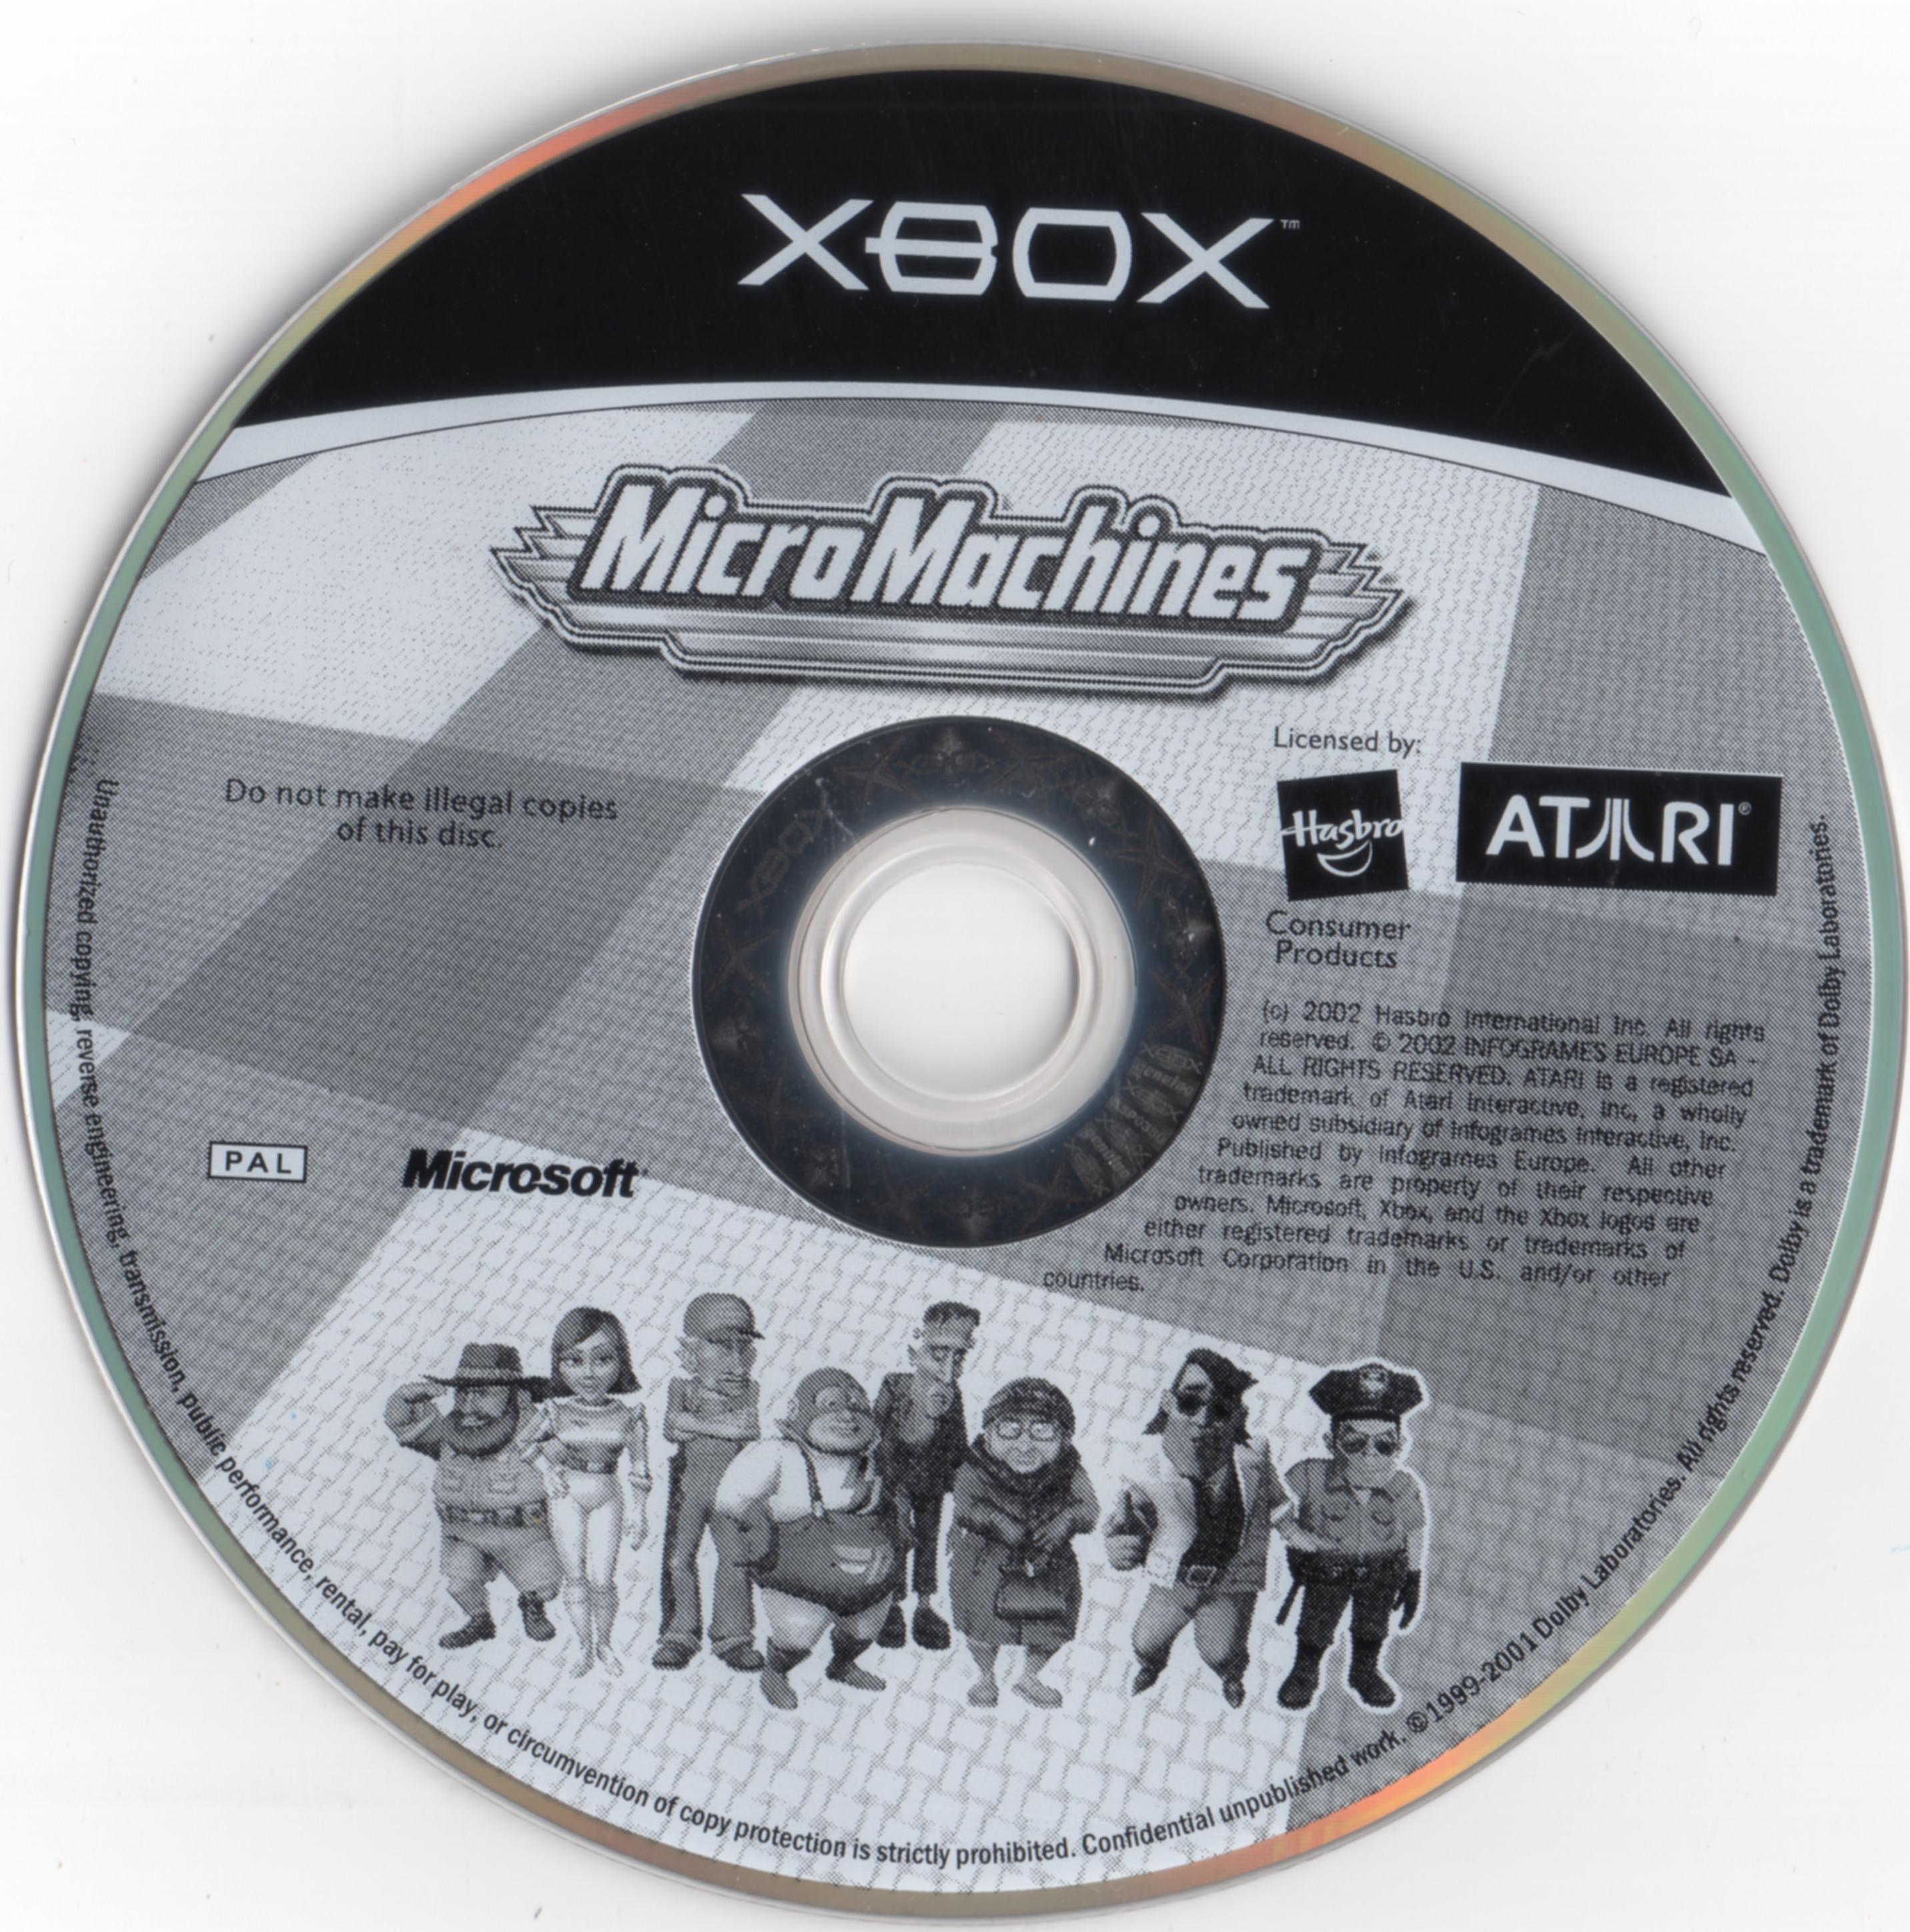 XBOX™
MicroMachines
Licensed by:
Hasbro
ATARI®
Consumer
Products
Do not make illegal copies
of this disc.
(c) 2002 Hasbro International Inc. All rights
reserved. © 2002 INFOGRAMES EUROPE SA -
ALL RIGHTS RESERVED. ATARI is a registered
trademark of Atari Interactive, Inc, a wholly
owned subsidiary of Infogrames Interactive, Inc.
Published by Infogrames Europe. All other
trademarks are property of their respective
owners. Microsoft, Xbox, and the Xbox logos are
either registered trademarks or trademarks of
Microsoft Corporation in the U.S. and/or other
countries.
PAL
Microsoft
Unauthorized copying, reverse engineering, transmission, public performance, rental, pay for play, or circumvention of copy protection is strictly prohibited. Confidential unpublished work. ©1999-2001 Dolby Laboratories. All rights reserved. Dolby is a trademark of Dolby Laboratories.
XBOX